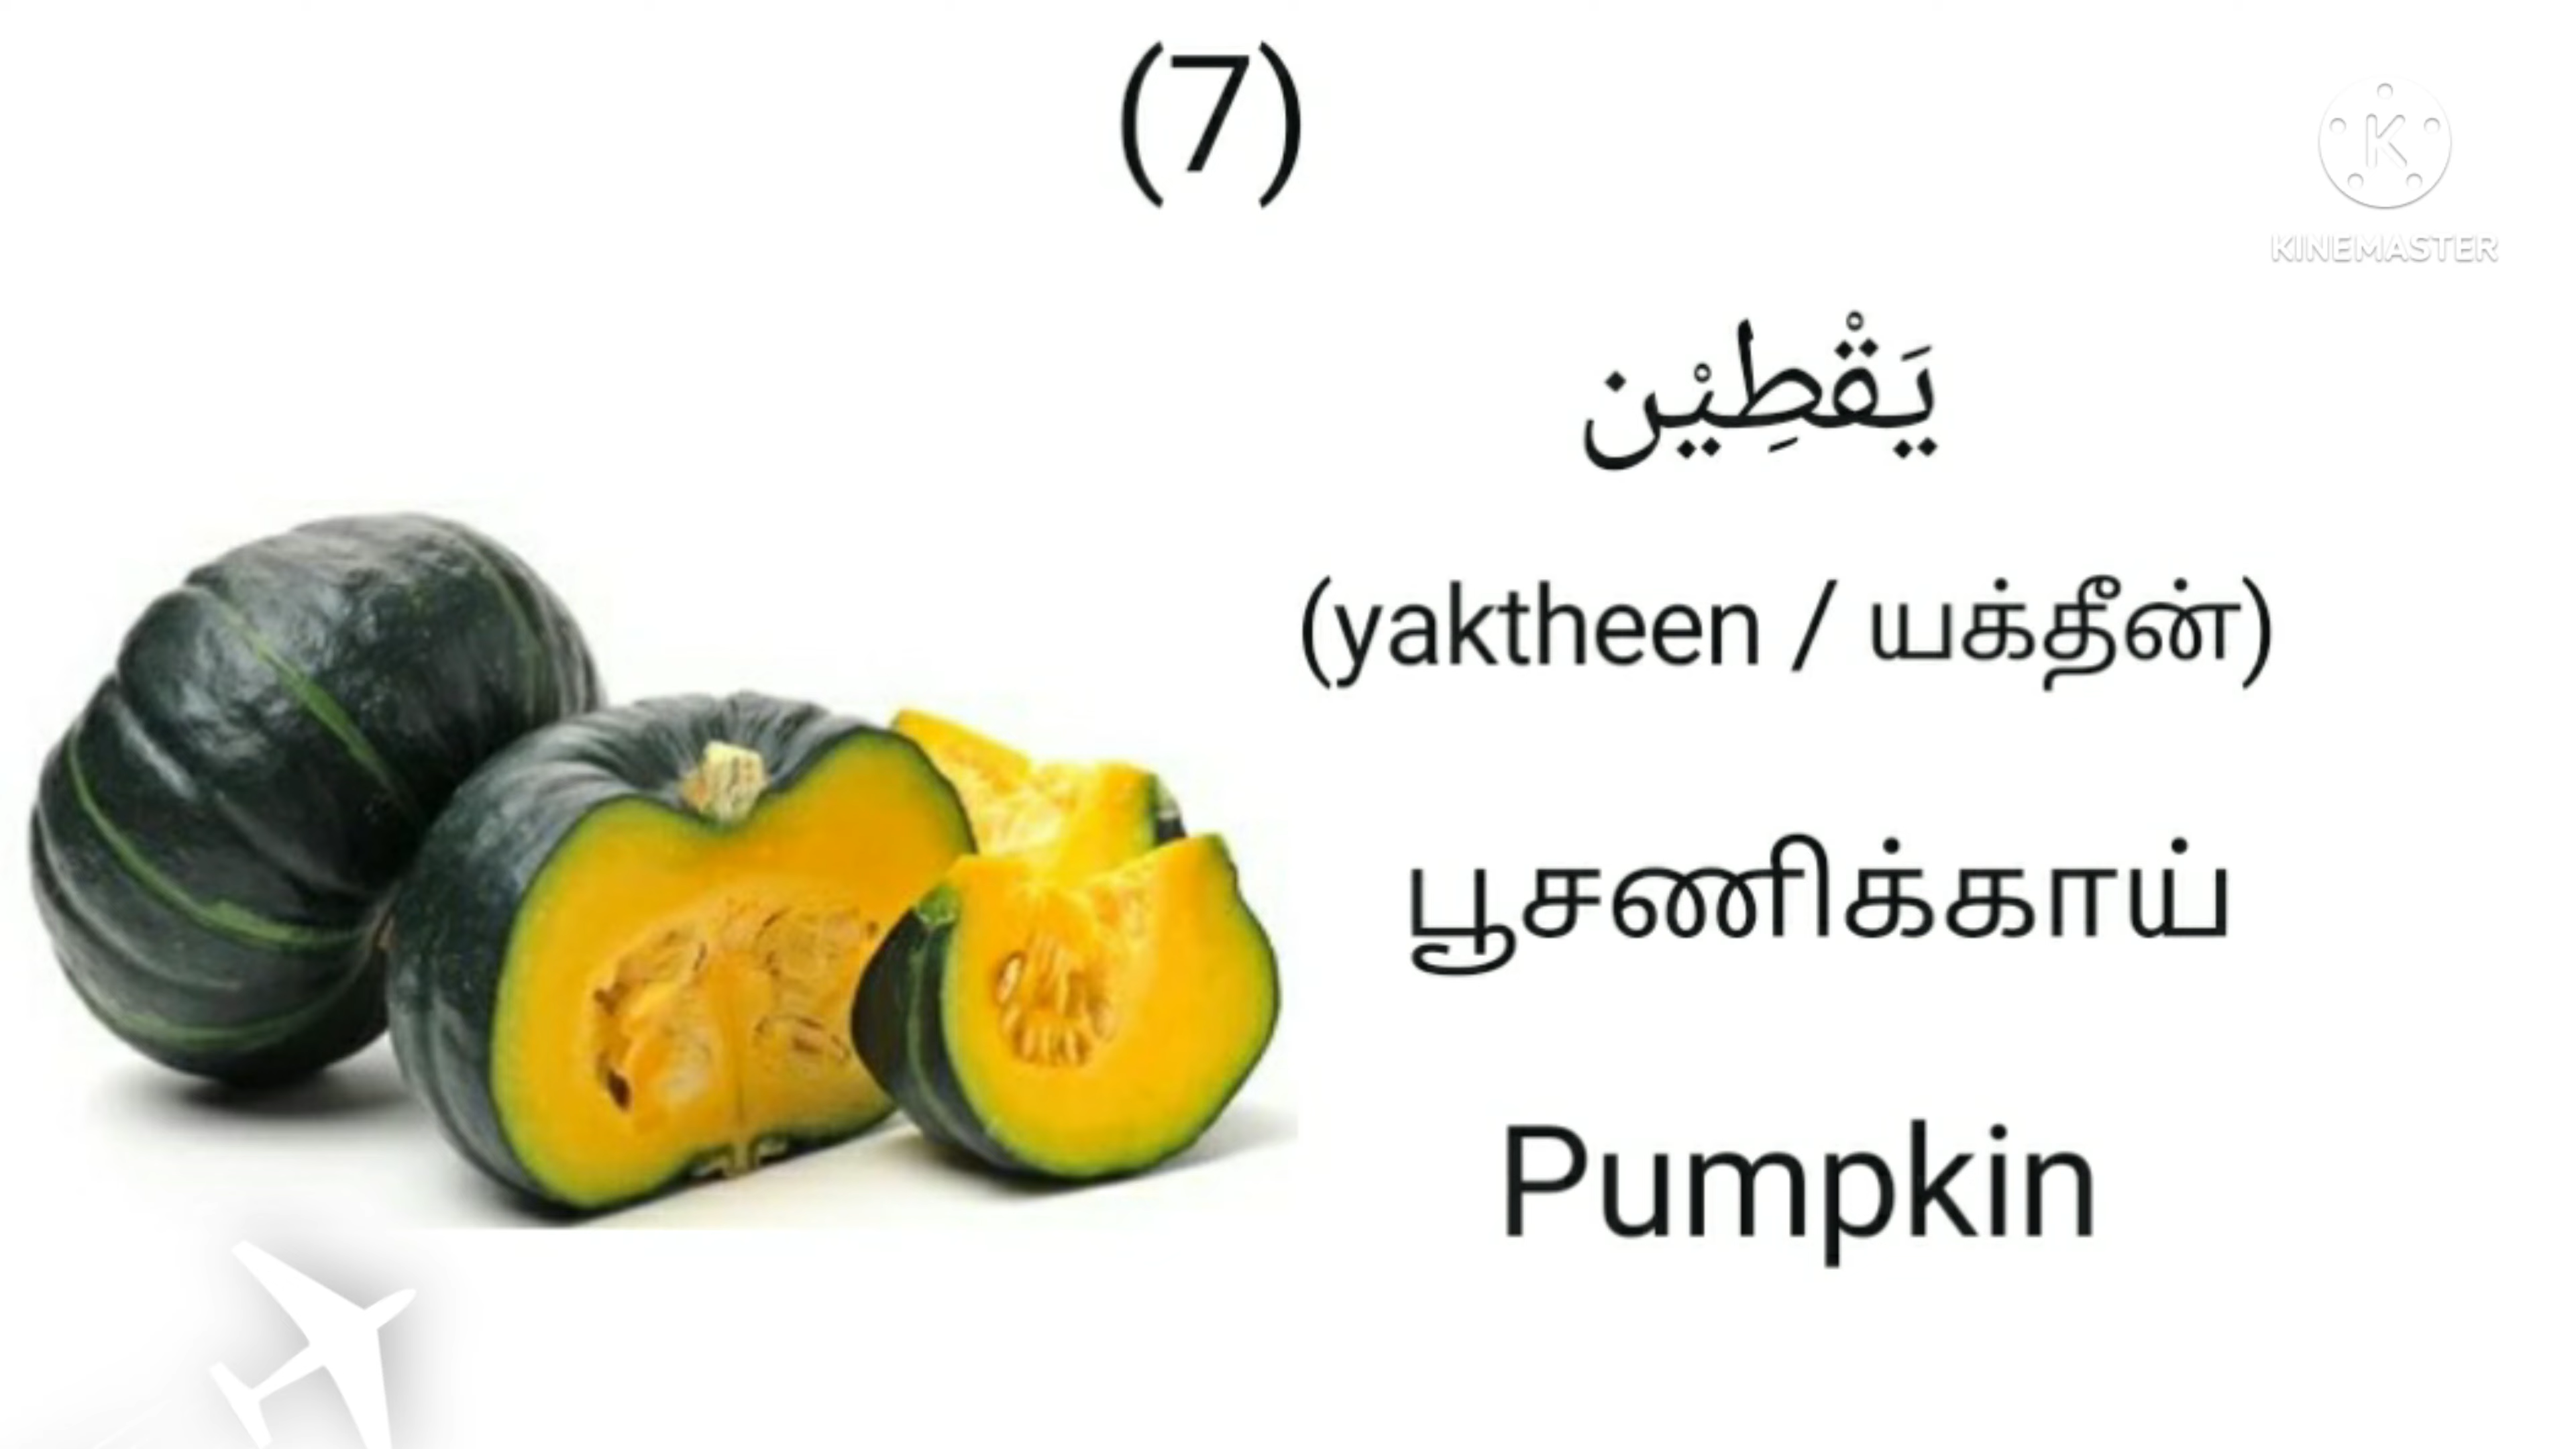 (7)
KINEMASTER
يَقْطِيْن
(yaktheen / யக்தீன்)
பூசணிக்காய்
Pumpkin